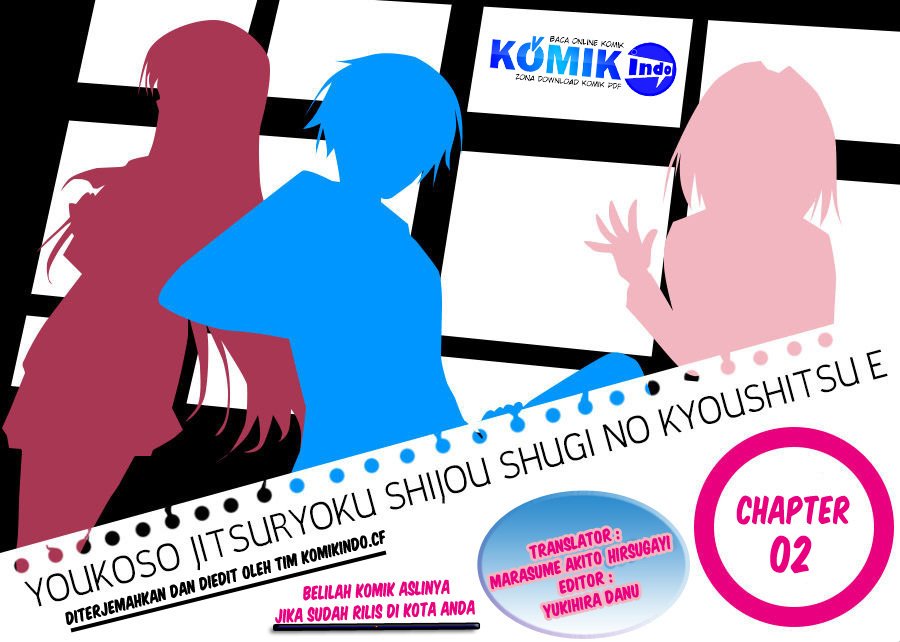 BACA ONLINE KOMIK
KOMIK Indo
ZONA DOWNLOAD KOMIK PDF
YOUKOSO JITSURYOKU SHIJOU SHUGI NO KYOUSHITSU E
DITERJEMAHKAN DAN DIEDIT OLEH TIM KOMIKINDO.CF
BELILAH KOMIK ASLINYA
JIKA SUDAH RILIS DI KOTA ANDA
TRANSLATOR :
MARASUME AKITO HIRSUGAYI
EDITOR :
YUKIHIRA DANU
CHAPTER
02